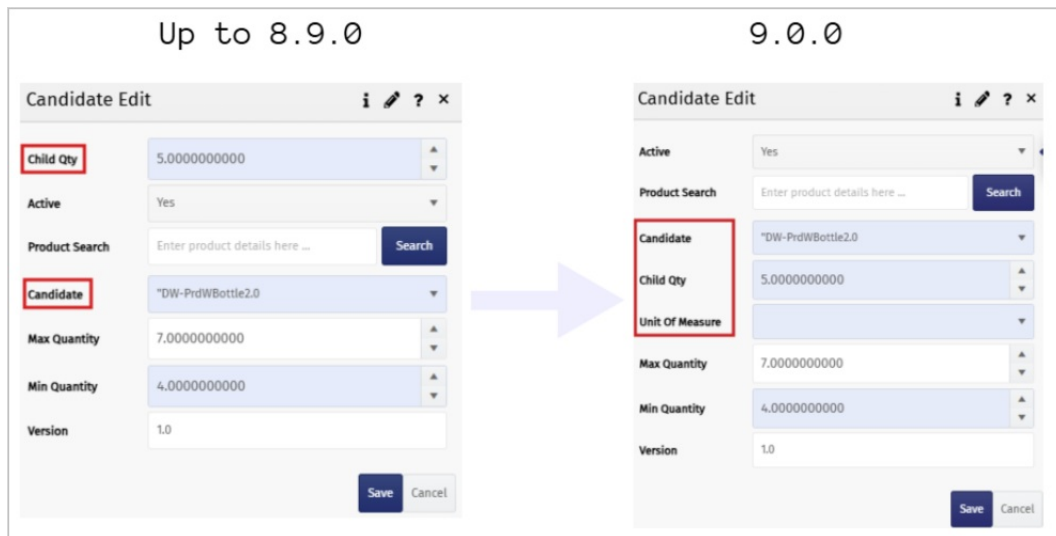 Up to 8.9.0
Candidate Edit i ? ×
Child Qty 5.0000000000
Active Yes
Product Search Enter product details here ... Search
Candidate "DW-PrdWBottle2.0
Max Quantity 7.0000000000
Min Quantity 4.0000000000
Version 1.0
Save Cancel
9.0.0
Candidate Edit i ? ×
Active Yes
Product Search Enter product details here ... Search
Candidate "DW-PrdWBottle2.0
Child Qty 5.0000000000
Unit Of Measure
Max Quantity 7.0000000000
Min Quantity 4.0000000000
Version 1.0
Save Cancel